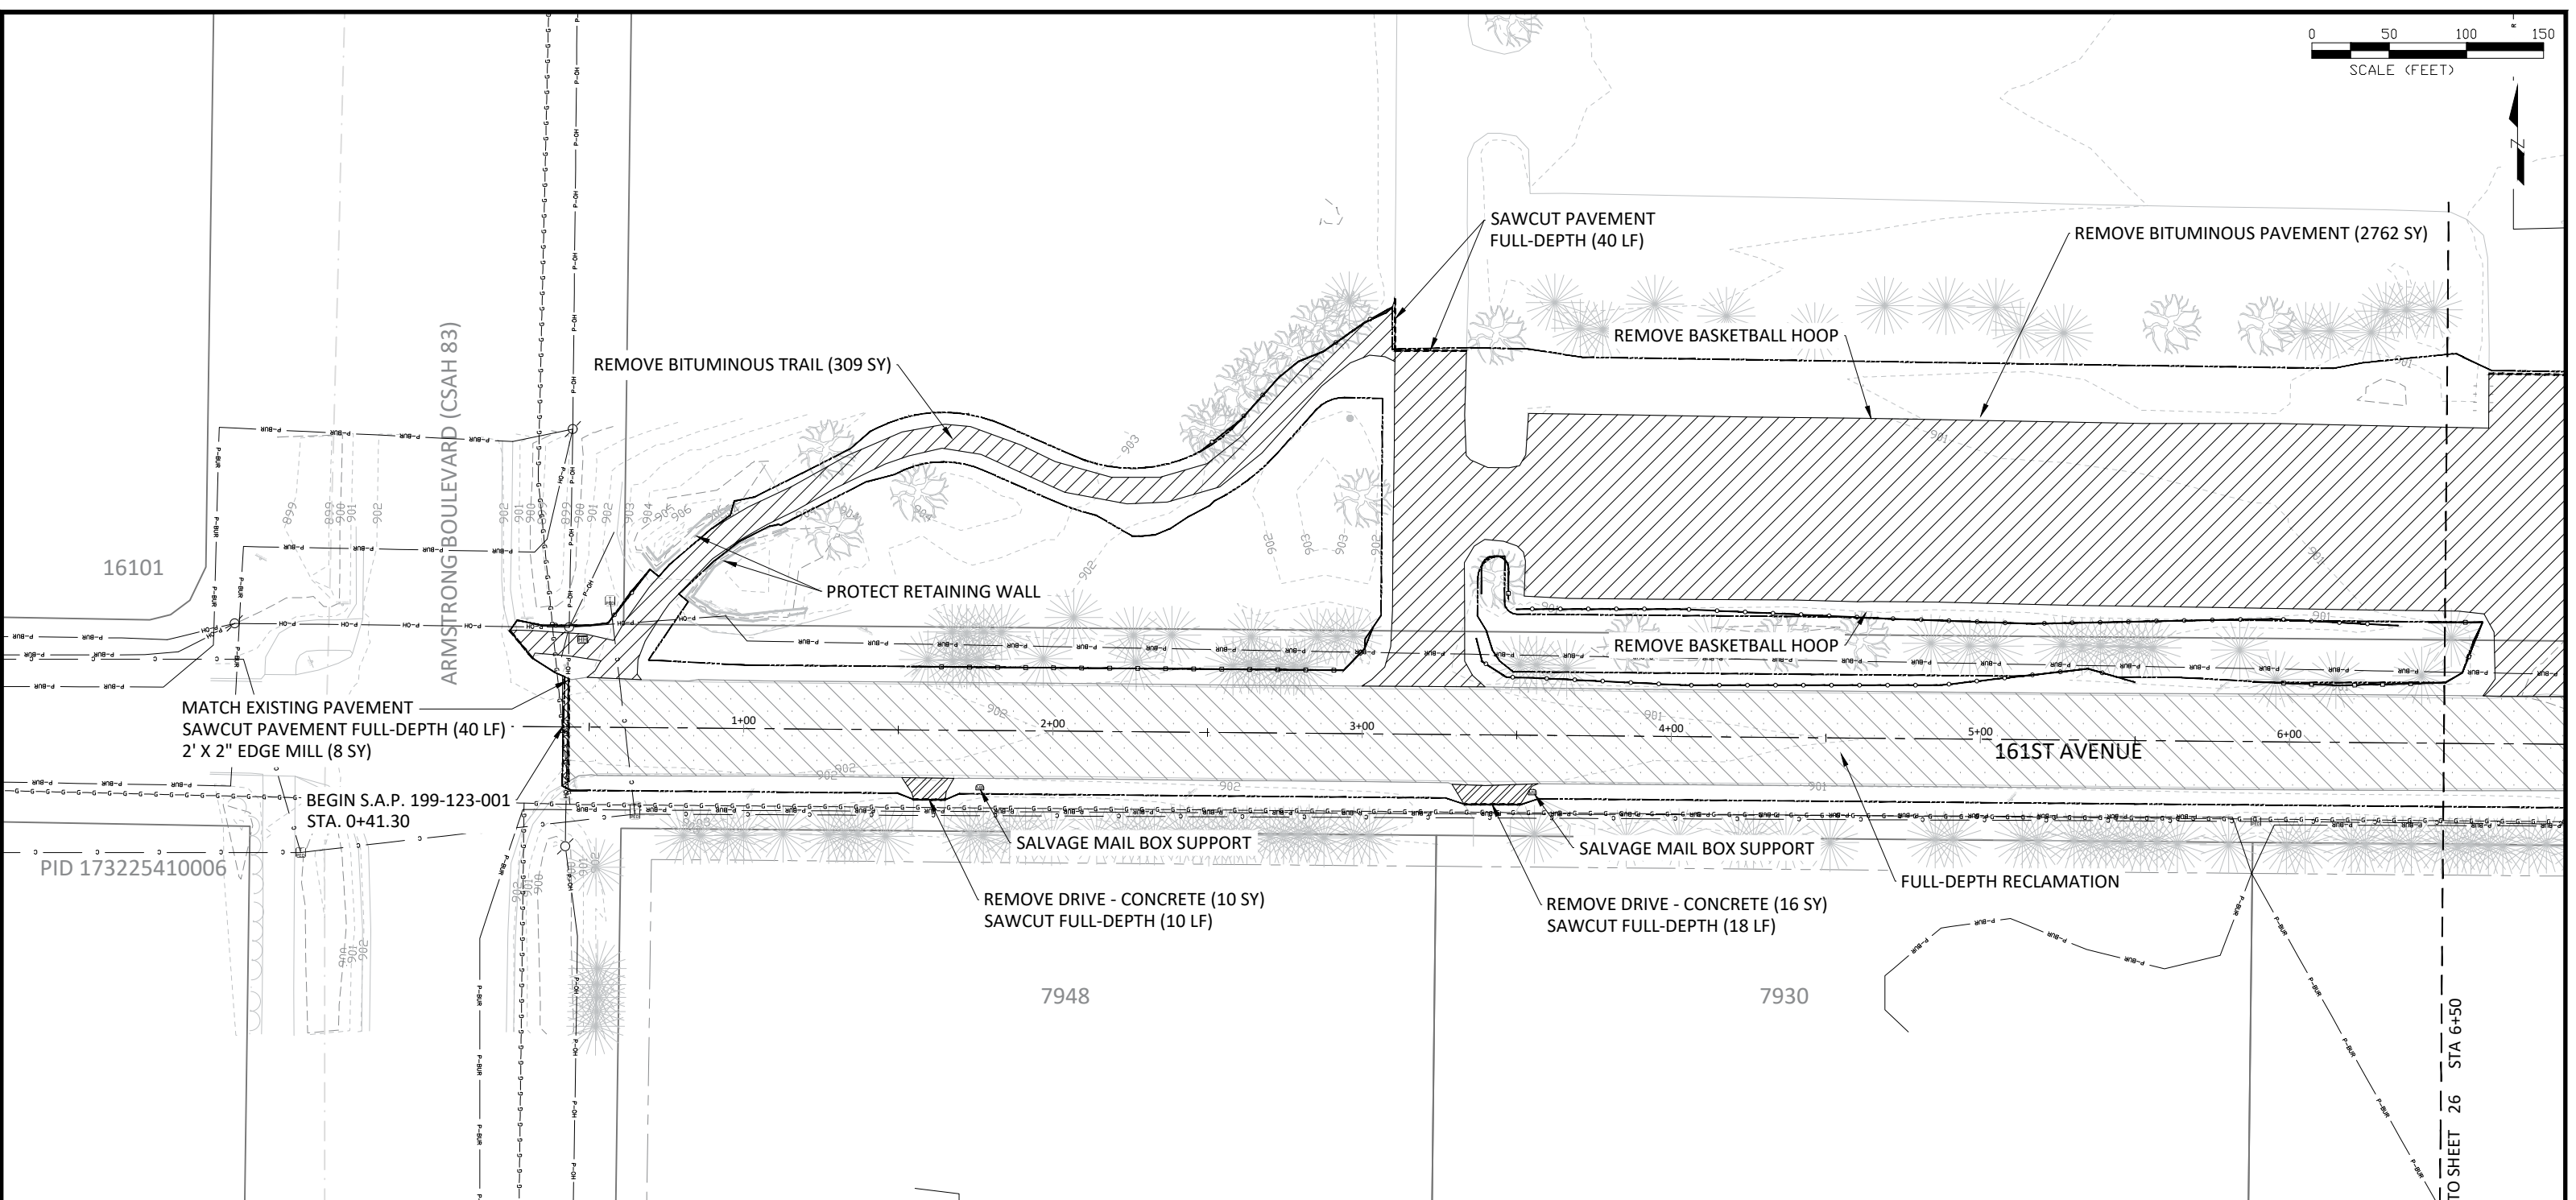 0 50 100 150
SCALE (FEET)
N
SAWCUT PAVEMENT
FULL-DEPTH (40 LF)
REMOVE BITUMINOUS PAVEMENT (2762 SY)
REMOVE BASKETBALL HOOP
REMOVE BITUMINOUS TRAIL (309 SY)
ARMSTRONG BOULEVARD (CSAH 83)
16101
PROTECT RETAINING WALL
REMOVE BASKETBALL HOOP
MATCH EXISTING PAVEMENT
SAWCUT PAVEMENT FULL-DEPTH (40 LF)
2' X 2" EDGE MILL (8 SY)
1+00 2+00 3+00 4+00 5+00 6+00
161ST AVENUE
BEGIN S.A.P. 199-123-001
STA. 0+41.30
PID 173225410006
SALVAGE MAIL BOX SUPPORT
SALVAGE MAIL BOX SUPPORT
REMOVE DRIVE - CONCRETE (10 SY)
SAWCUT FULL-DEPTH (10 LF)
REMOVE DRIVE - CONCRETE (16 SY)
SAWCUT FULL-DEPTH (18 LF)
FULL-DEPTH RECLAMATION
7948
7930
TO SHEET 26 STA 6+50